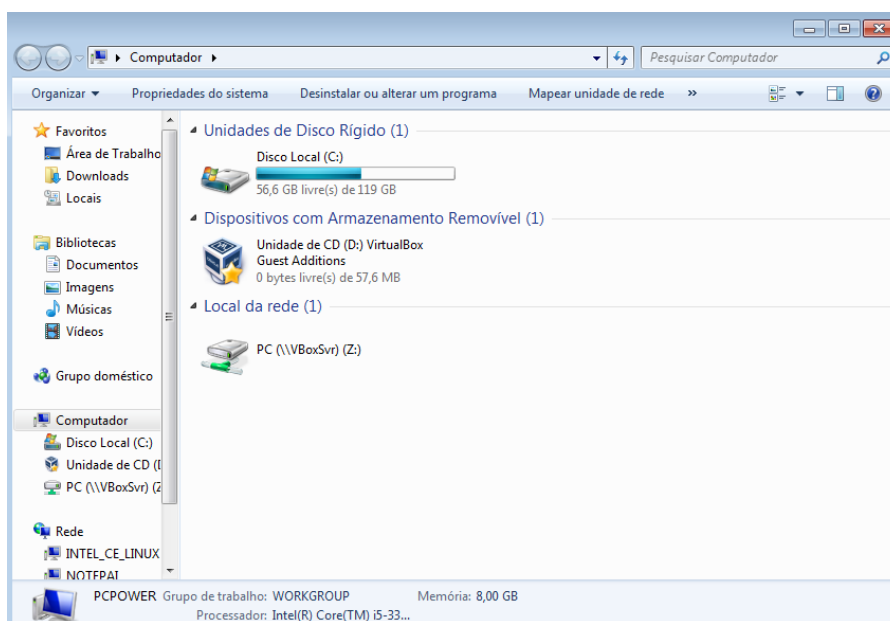 Computador
Pesquisar Computador
Organizar
Propriedades do sistema
Desinstalar ou alterar um programa
Mapear unidade de rede
»
Favoritos
Área de Trabalho
Downloads
Locais
Bibliotecas
Documentos
Imagens
Músicas
Vídeos
Grupo doméstico
Computador
Disco Local (C:)
Unidade de CD (
PC (\\VBoxSvr) (Z
Rede
INTEL_CE_LINUX
NOTEPAI
Unidades de Disco Rígido (1)
Disco Local (C:)
56,6 GB livre(s) de 119 GB
Dispositivos com Armazenamento Removível (1)
Unidade de CD (D:) VirtualBox
Guest Additions
0 bytes livre(s) de 57,6 MB
Local da rede (1)
PC (\\VBoxSvr) (Z:)
PCPOWER Grupo de trabalho: WORKGROUP Memória: 8,00 GB
Processador: Intel(R) Core(TM) i5-33...